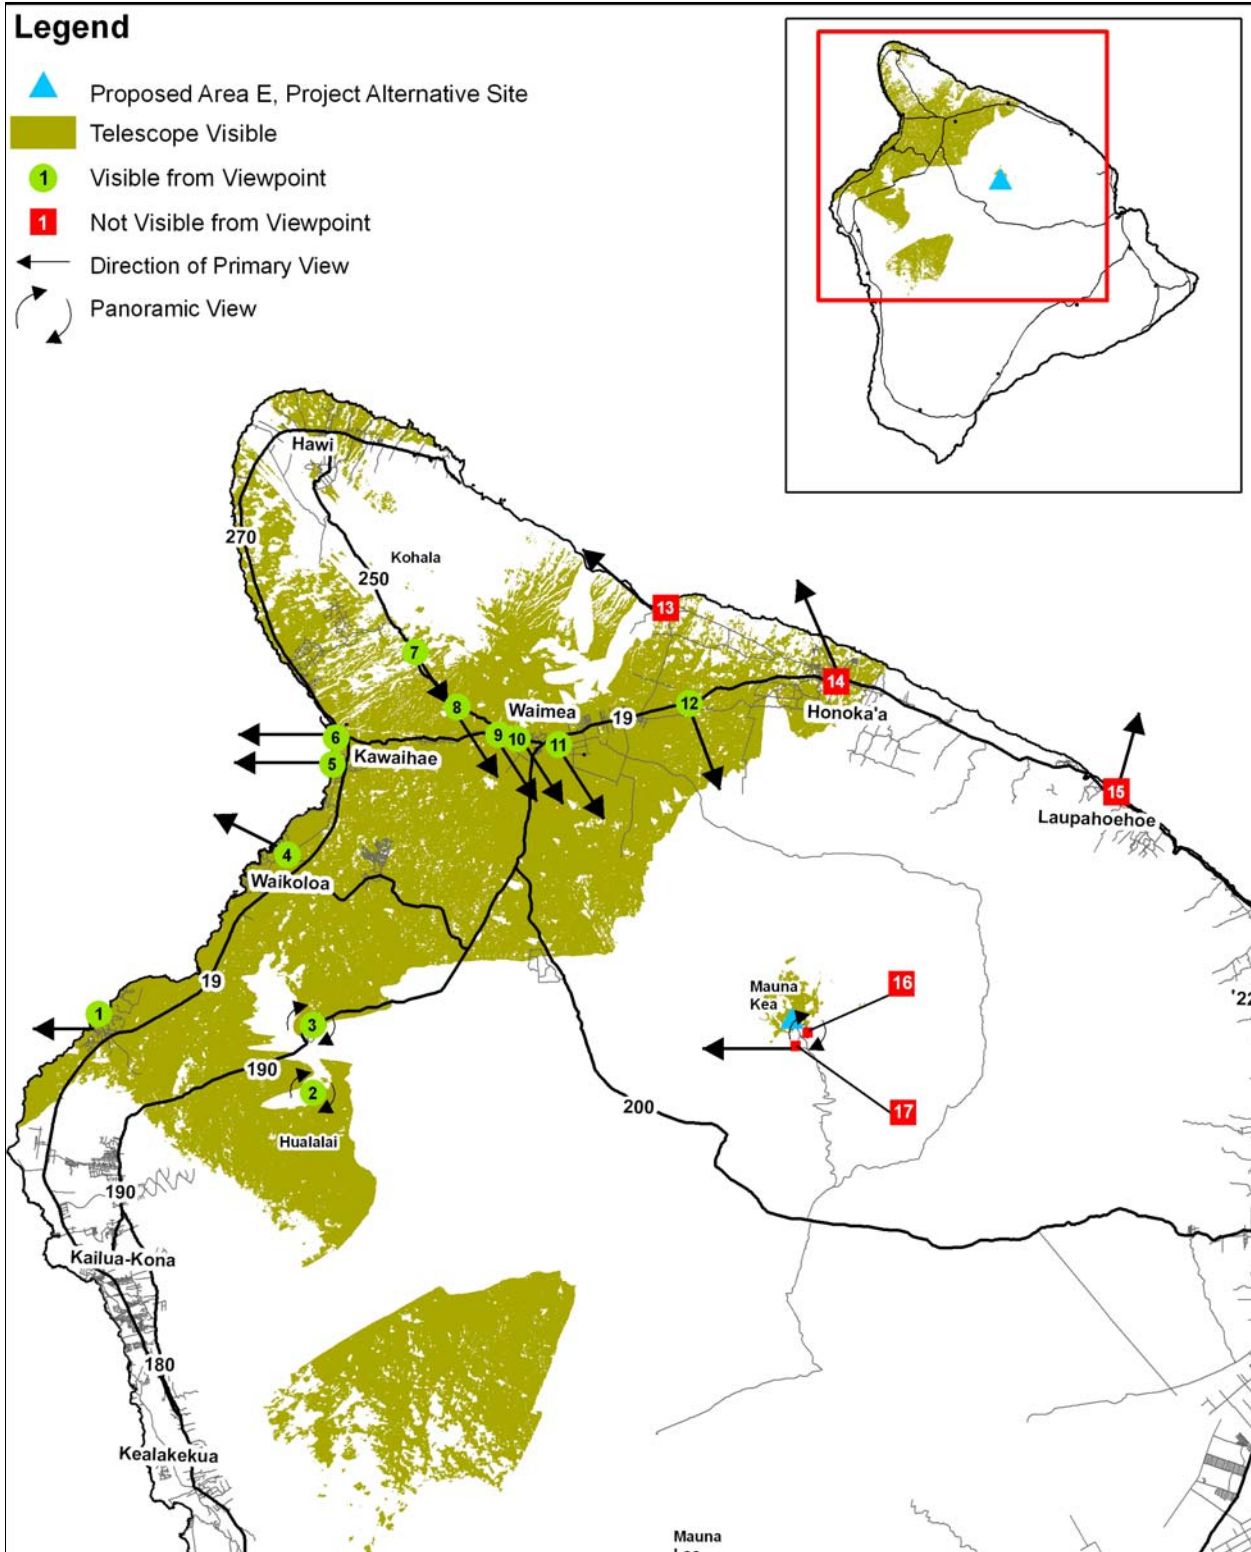 Legend
Proposed Area E, Project Alternative Site
Telescope Visible
1 Visible from Viewpoint
1 Not Visible from Viewpoint
Direction of Primary View
Panoramic View
Hawi
270
Kohala
250
13
7
12
14
8
Waimea
19
Honoka'a
9
10
11
6
Kawaihae
5
15
Laupahoehoe
4
Waikoloa
19
16
Mauna
Kea
1
3
190
2
200
17
Hualalai
190
Kailua-Kona
180
Kealakekua
Mauna